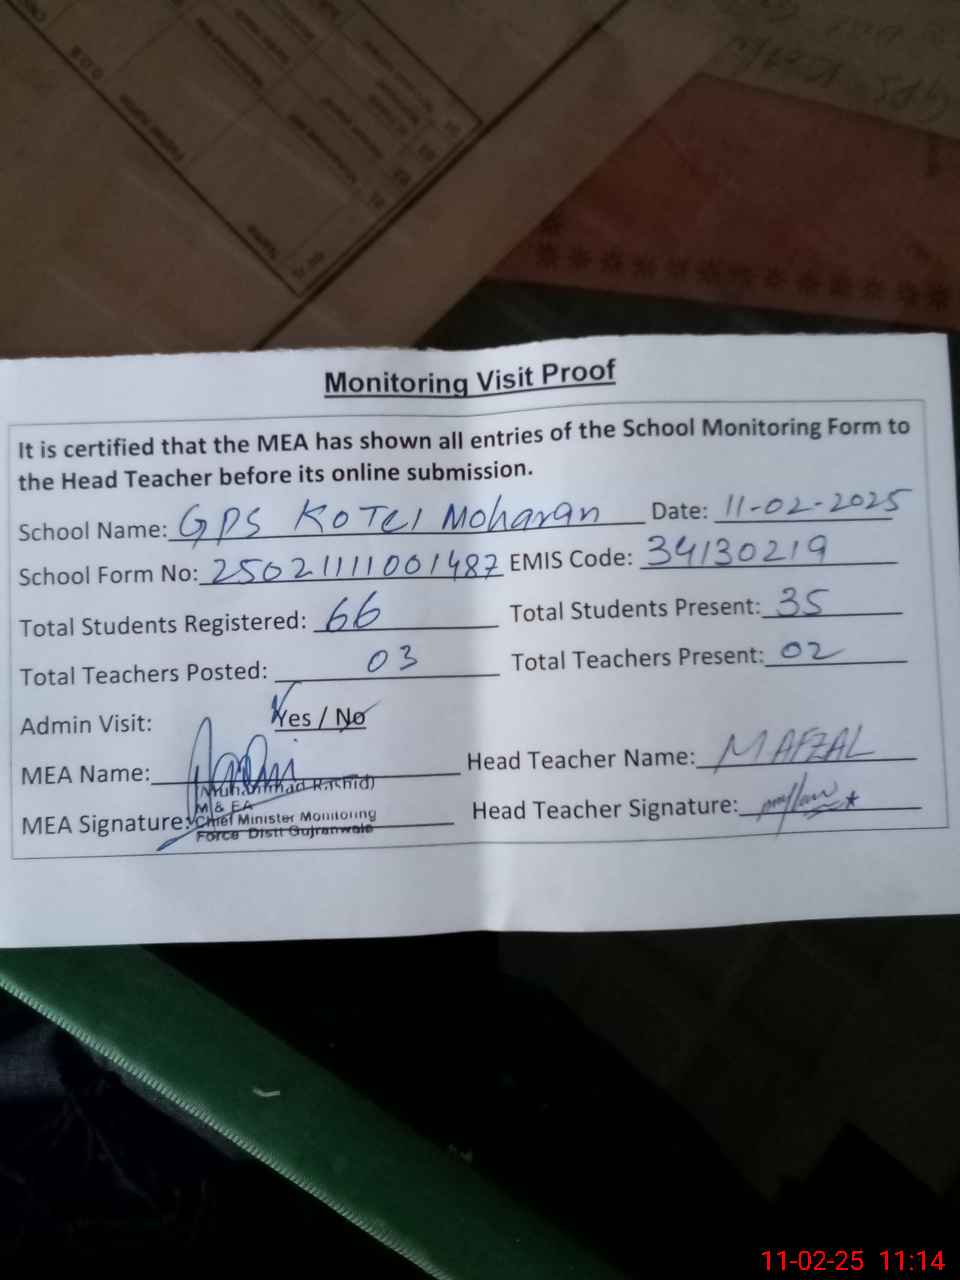 Monitoring Visit Proof
It is certified that the MEA has shown all entries of the School Monitoring Form to
the Head Teacher before its online submission.
School Name: GPS Kotli Moharan Date: 11-02-2025
School Form No: 25021111001487 EMIS Code: 34130219
Total Students Registered: 66 Total Students Present: 35
Total Teachers Posted: 03 Total Teachers Present: 02
Admin Visit: Yes / No
MEA Name: Head Teacher Name: M AFZAL
(Muhammad Rashid)
M & EA
MEA Signature: Chief Minister Monitoring Head Teacher Signature:
Force Distt Gujranwala
11-02-25 11:14